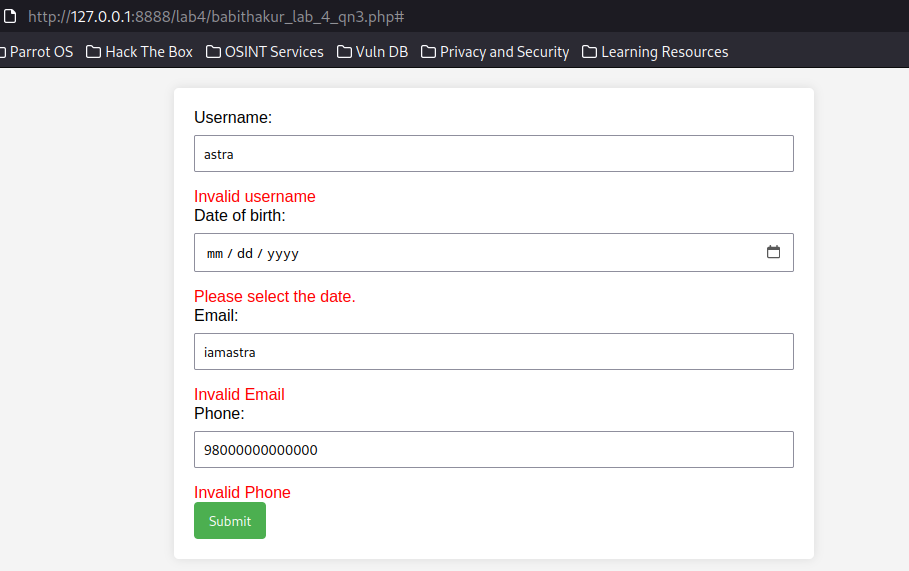 http://127.0.0.1:8888/lab4/babithakur_lab_4_qn3.php#
Parrot OS Hack The Box OSINT Services Vuln DB Privacy and Security Learning Resources
Username:
astra
Invalid username
Date of birth:
mm / dd / yyyy
Please select the date.
Email:
iamastra
Invalid Email
Phone:
98000000000000
Invalid Phone
Submit